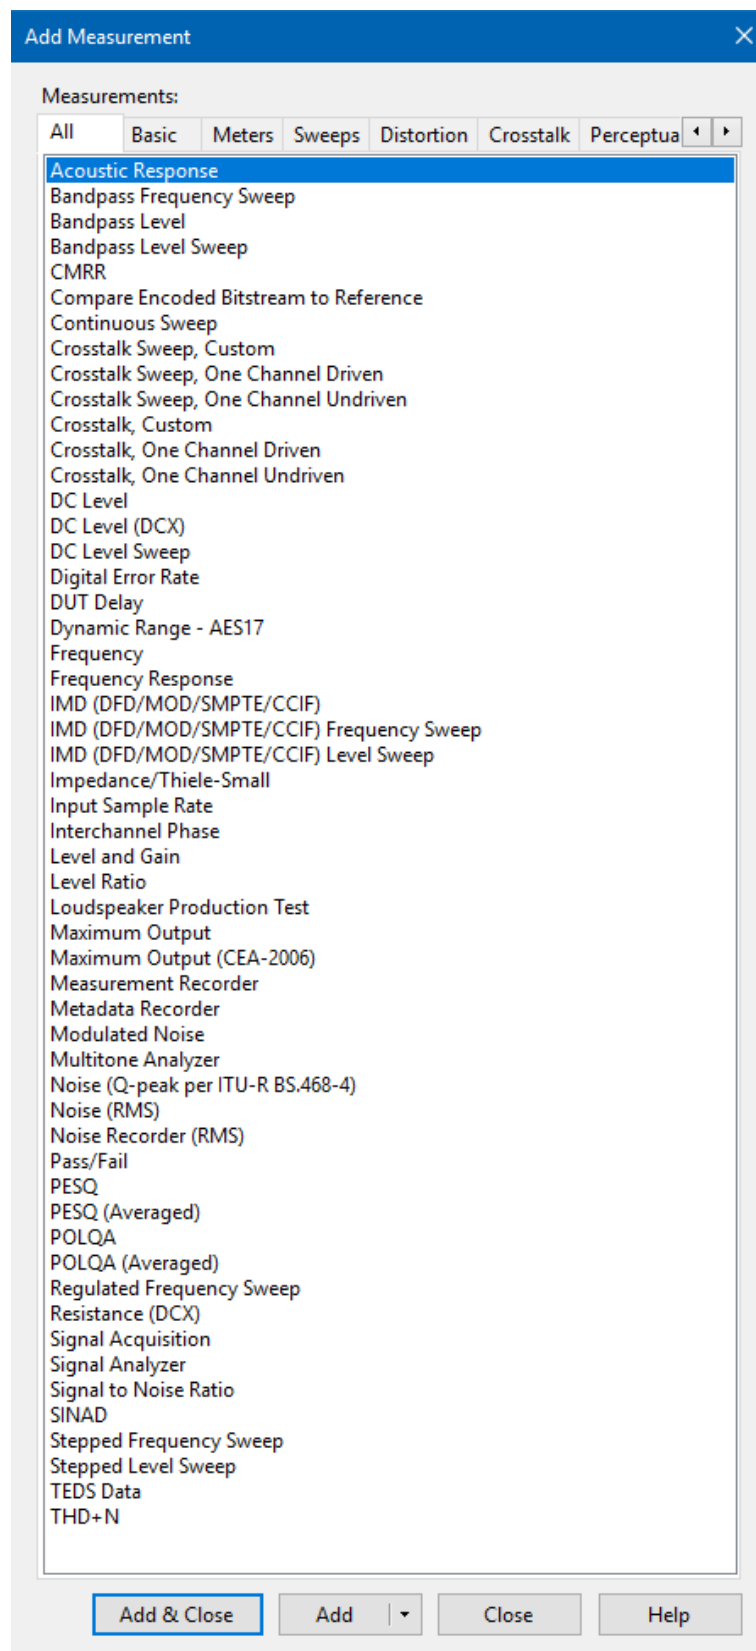 Add Measurement
Measurements:
All Basic Meters Sweeps Distortion Crosstalk Perceptua
Acoustic Response
Bandpass Frequency Sweep
Bandpass Level
Bandpass Level Sweep
CMRR
Compare Encoded Bitstream to Reference
Continuous Sweep
Crosstalk Sweep, Custom
Crosstalk Sweep, One Channel Driven
Crosstalk Sweep, One Channel Undriven
Crosstalk, Custom
Crosstalk, One Channel Driven
Crosstalk, One Channel Undriven
DC Level
DC Level (DCX)
DC Level Sweep
Digital Error Rate
DUT Delay
Dynamic Range - AES17
Frequency
Frequency Response
IMD (DFD/MOD/SMPTE/CCIF)
IMD (DFD/MOD/SMPTE/CCIF) Frequency Sweep
IMD (DFD/MOD/SMPTE/CCIF) Level Sweep
Impedance/Thiele-Small
Input Sample Rate
Interchannel Phase
Level and Gain
Level Ratio
Loudspeaker Production Test
Maximum Output
Maximum Output (CEA-2006)
Measurement Recorder
Metadata Recorder
Modulated Noise
Multitone Analyzer
Noise (Q-peak per ITU-R BS.468-4)
Noise (RMS)
Noise Recorder (RMS)
Pass/Fail
PESQ
PESQ (Averaged)
POLQA
POLQA (Averaged)
Regulated Frequency Sweep
Resistance (DCX)
Signal Acquisition
Signal Analyzer
Signal to Noise Ratio
SINAD
Stepped Frequency Sweep
Stepped Level Sweep
TEDS Data
THD+N
Add & Close Add Close Help